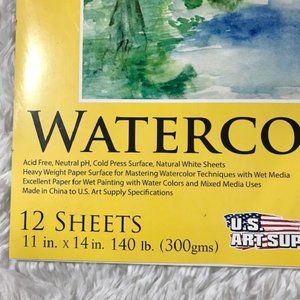 WATERCO
Acid Free, Neutral pH, Cold Press Surface, Natural White Sheets
Heavy Weight Paper Surface for Mastering Watercolor Techniques with Wet Media
Excellent Paper for Wet Painting with Water Colors and Mixed Media Uses
Made in China to U.S. Art Supply Specifications
12 SHEETS
11 in. x 14 in. 140 lb. (300gms)
U.S.
ART SUP